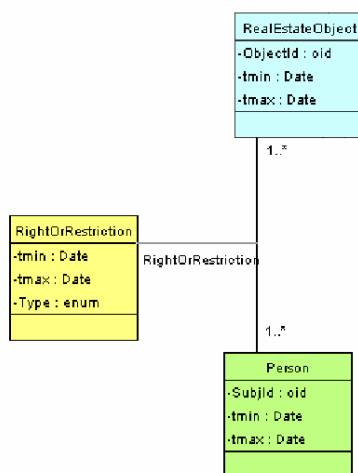 RealEstateObject
-ObjectId : oid
-tmin : Date
-tmax : Date
1..*
RightOrRestriction
-tmin : Date
-tmax : Date
-Type : enum
RightOrRestriction
1..*
Person
-SubjId : oid
-tmin : Date
-tmax : Date